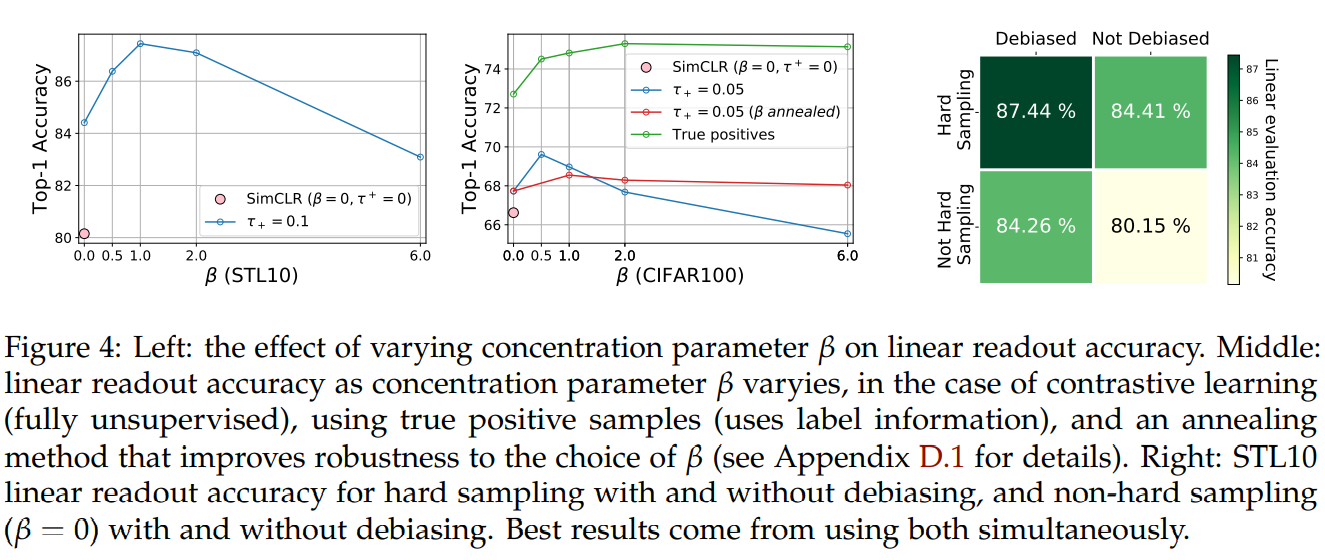 Top-1 Accuracy
86
84
82
80
SimCLR (β = 0, τ⁺ = 0)
τ₊ = 0.1
0.0 0.5 1.0 2.0 6.0
β (STL10)
Top-1 Accuracy
74
72
70
68
66
SimCLR (β = 0, τ⁺ = 0)
τ₊ = 0.05
τ₊ = 0.05 (β annealed)
True positives
0.0 0.5 1.0 2.0 6.0
β (CIFAR100)
Debiased Not Debiased
Hard
Sampling
87.44 % 84.41 %
Not Hard
Sampling
84.26 % 80.15 %
87
86
85
84
83
82
81
Linear evaluation accuracy
Figure 4: Left: the effect of varying concentration parameter β on linear readout accuracy. Middle:
linear readout accuracy as concentration parameter β varyies, in the case of contrastive learning
(fully unsupervised), using true positive samples (uses label information), and an annealing
method that improves robustness to the choice of β (see Appendix D.1 for details). Right: STL10
linear readout accuracy for hard sampling with and without debiasing, and non-hard sampling
(β = 0) with and without debiasing. Best results come from using both simultaneously.